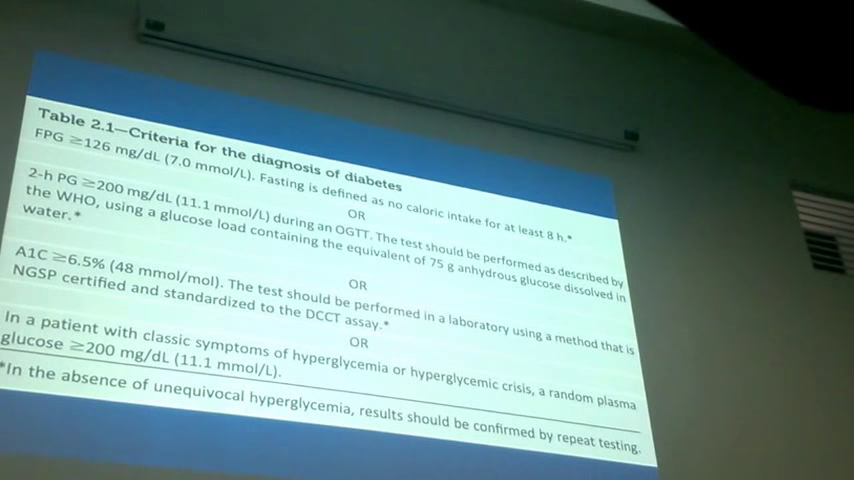 Table 2.1—Criteria for the diagnosis of diabetes
FPG ≥126 mg/dL (7.0 mmol/L). Fasting is defined as no caloric intake for at least 8 h.*
OR
2-h PG ≥200 mg/dL (11.1 mmol/L) during an OGTT. The test should be performed as described by
the WHO, using a glucose load containing the equivalent of 75 g anhydrous glucose dissolved in
water.*
OR
A1C ≥6.5% (48 mmol/mol). The test should be performed in a laboratory using a method that is
NGSP certified and standardized to the DCCT assay.*
OR
In a patient with classic symptoms of hyperglycemia or hyperglycemic crisis, a random plasma
glucose ≥200 mg/dL (11.1 mmol/L).
*In the absence of unequivocal hyperglycemia, results should be confirmed by repeat testing.